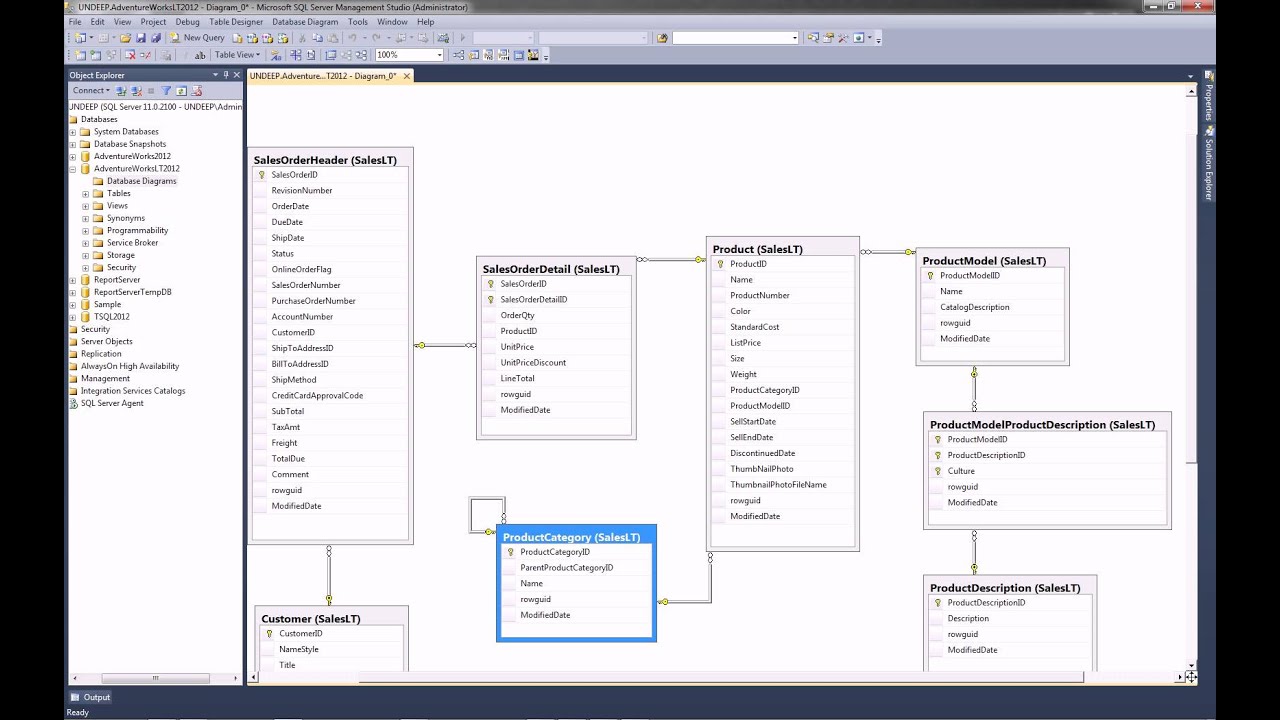 UNDEEP.AdventureWorksLT2012 - Diagram_0* - Microsoft SQL Server Management Studio (Administrator)
File Edit View Project Debug Table Designer Database Diagram Tools Window Help
New Query
Table View 100%
Object Explorer
UNDEEP.Adventure...T2012 - Diagram_0*
Connect
UNDEEP (SQL Server 11.0.2100 - UNDEEP\Admin
Databases
System Databases
Database Snapshots
AdventureWorks2012
AdventureWorksLT2012
Database Diagrams
Tables
Views
Synonyms
Programmability
Service Broker
Storage
Security
ReportServer
ReportServerTempDB
Sample
TSQL2012
Security
Server Objects
Replication
AlwaysOn High Availability
Management
Integration Services Catalogs
SQL Server Agent
SalesOrderHeader (SalesLT)
SalesOrderID
RevisionNumber
OrderDate
DueDate
ShipDate
Status
OnlineOrderFlag
SalesOrderNumber
PurchaseOrderNumber
AccountNumber
CustomerID
ShipToAddressID
BillToAddressID
ShipMethod
CreditCardApprovalCode
SubTotal
TaxAmt
Freight
TotalDue
Comment
rowguid
ModifiedDate
Customer (SalesLT)
CustomerID
NameStyle
Title
SalesOrderDetail (SalesLT)
SalesOrderID
SalesOrderDetailID
OrderQty
ProductID
UnitPrice
UnitPriceDiscount
LineTotal
rowguid
ModifiedDate
ProductCategory (SalesLT)
ProductCategoryID
ParentProductCategoryID
Name
rowguid
ModifiedDate
Product (SalesLT)
ProductID
Name
ProductNumber
Color
StandardCost
ListPrice
Size
Weight
ProductCategoryID
ProductModelID
SellStartDate
SellEndDate
DiscontinuedDate
ThumbNailPhoto
ThumbnailPhotoFileName
rowguid
ModifiedDate
ProductModel (SalesLT)
ProductModelID
Name
CatalogDescription
rowguid
ModifiedDate
ProductModelProductDescription (SalesLT)
ProductModelID
ProductDescriptionID
Culture
rowguid
ModifiedDate
ProductDescription (SalesLT)
ProductDescriptionID
Description
rowguid
ModifiedDate
Properties
Solution Explorer
Output
Ready